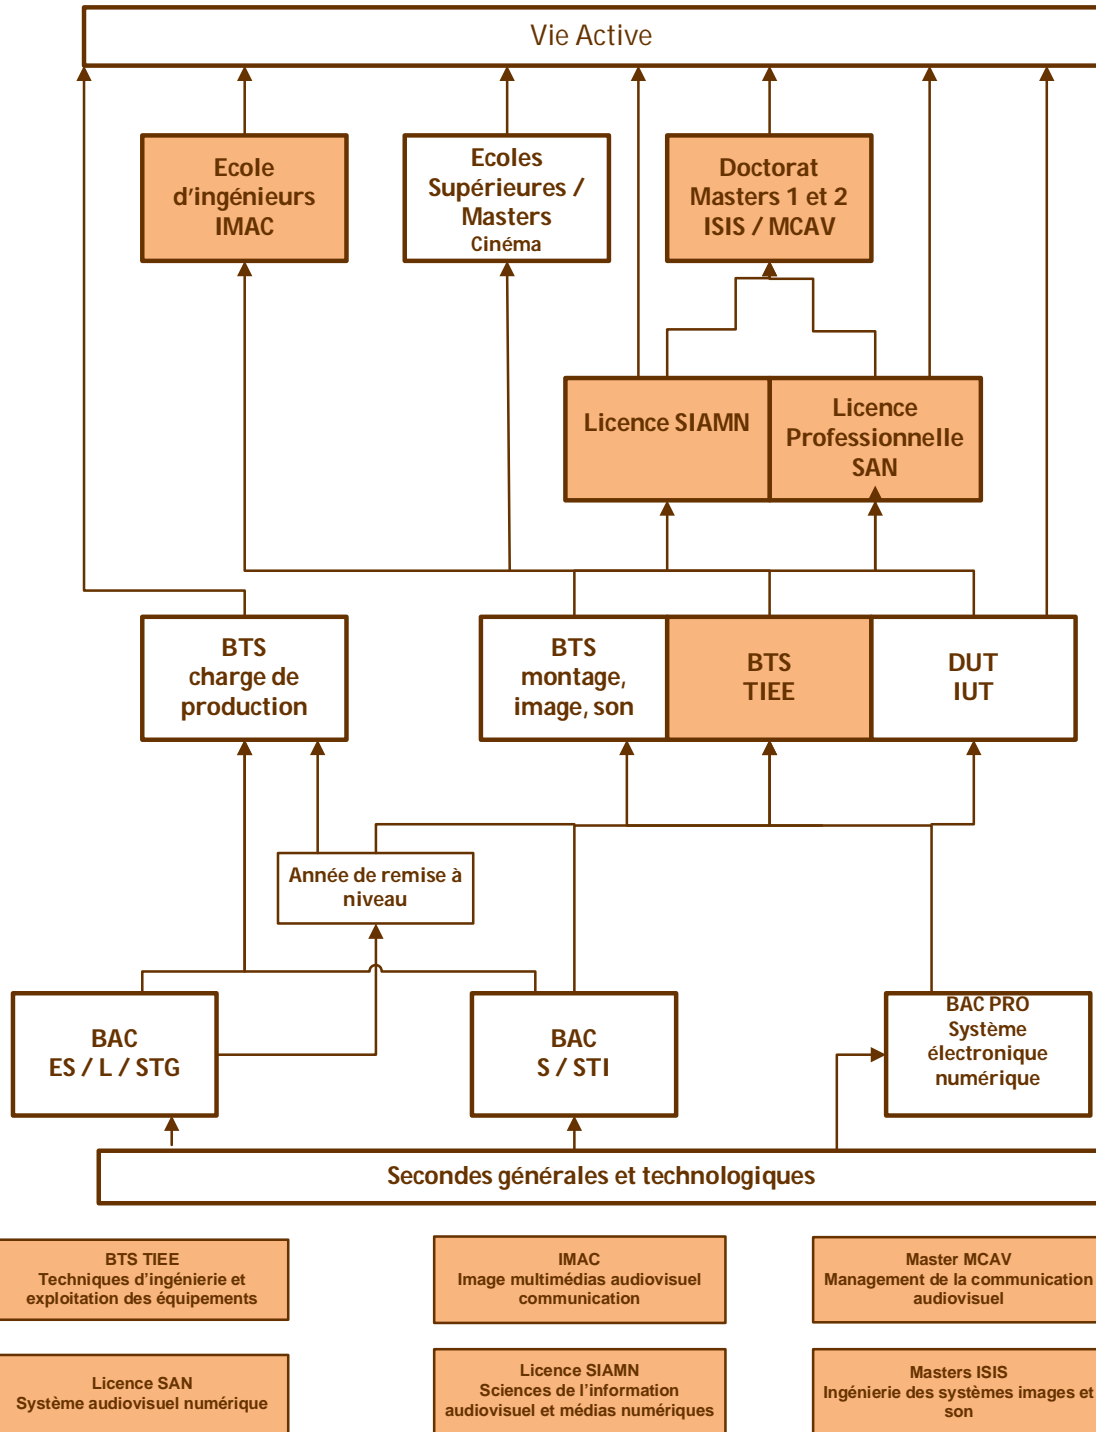 Vie Active
Ecole
d'ingénieurs
IMAC
Ecoles
Supérieures /
Masters
Cinéma
Doctorat
Masters 1 et 2
ISIS / MCAV
Licence SIAMN
Licence
Professionnelle
SAN
BTS
charge de
production
BTS
montage,
image, son
BTS
TIEE
DUT
IUT
Année de remise à
niveau
BAC
ES / L / STG
BAC
S / STI
BAC PRO
Système
électronique
numérique
Secondes générales et technologiques
BTS TIEE
Techniques d'ingénierie et
exploitation des équipements
IMAC
Image multimédias audiovisuel
communication
Master MCAV
Management de la communication
audiovisuel
Licence SAN
Système audiovisuel numérique
Licence SIAMN
Sciences de l'information
audiovisuel et médias numériques
Masters ISIS
Ingénierie des systèmes images et
son